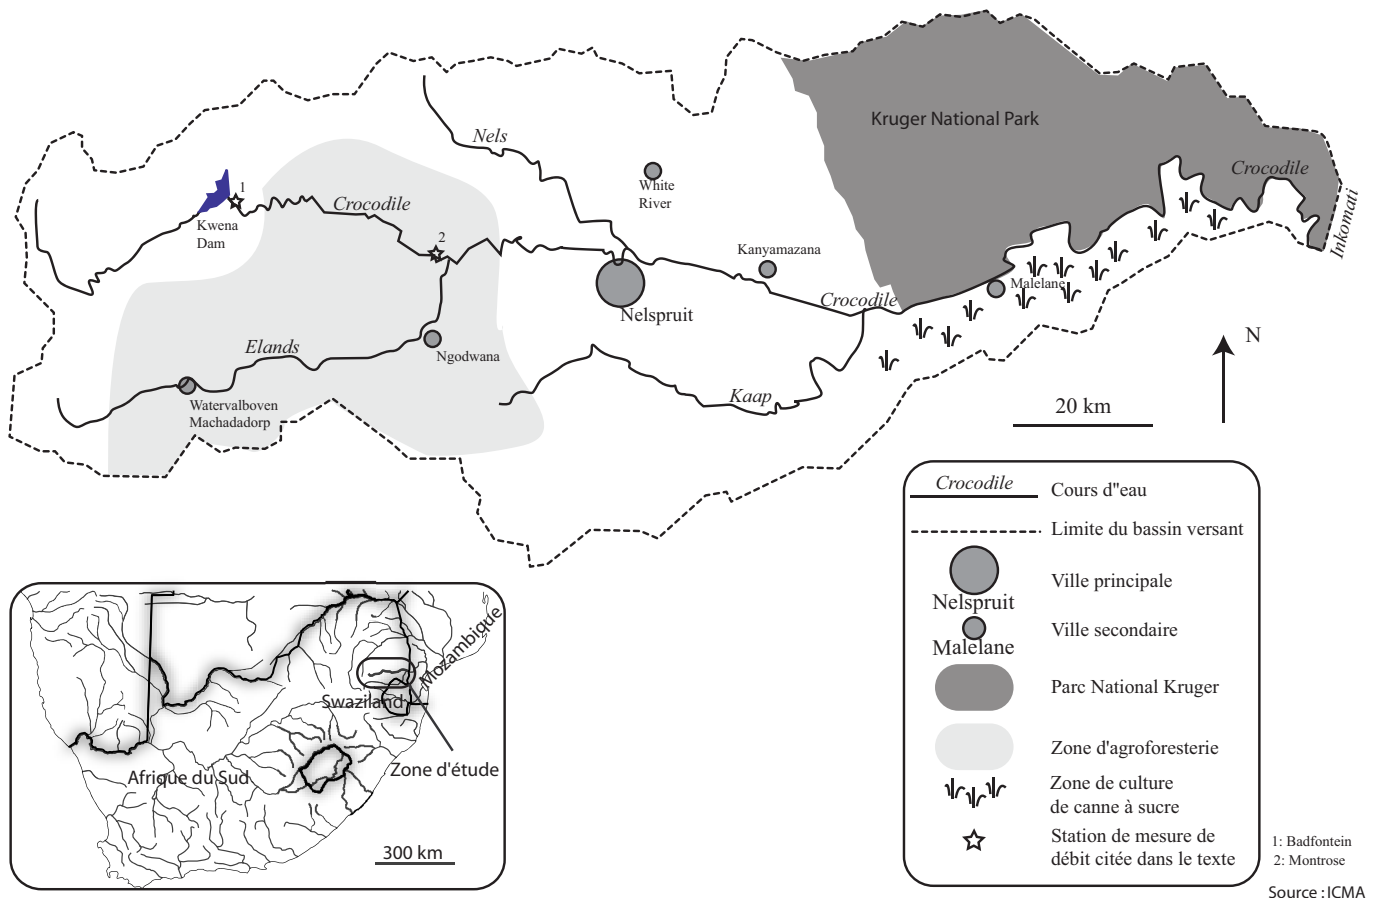 Kruger National Park
Nels
Crocodile
White
River
1
Crocodile
Kwena
Dam
2
Kanyamazana
Inkomati
Malelane
Crocodile
Nelspruit
N
Elands
Ngodwana
Kaap
Watervalboven
Machadadorp
20 km
Crocodile
Cours d"eau
Limite du bassin versant
Nelspruit
Ville principale
Malelane
Ville secondaire
Parc National Kruger
Zone d'agroforesterie
Zone de culture
de canne à sucre
Station de mesure de
débit citée dans le texte
1: Badfontein
2: Montrose
Source : ICMA
Mozambique
Swaziland
Zone d'étude
Afrique du Sud
300 km